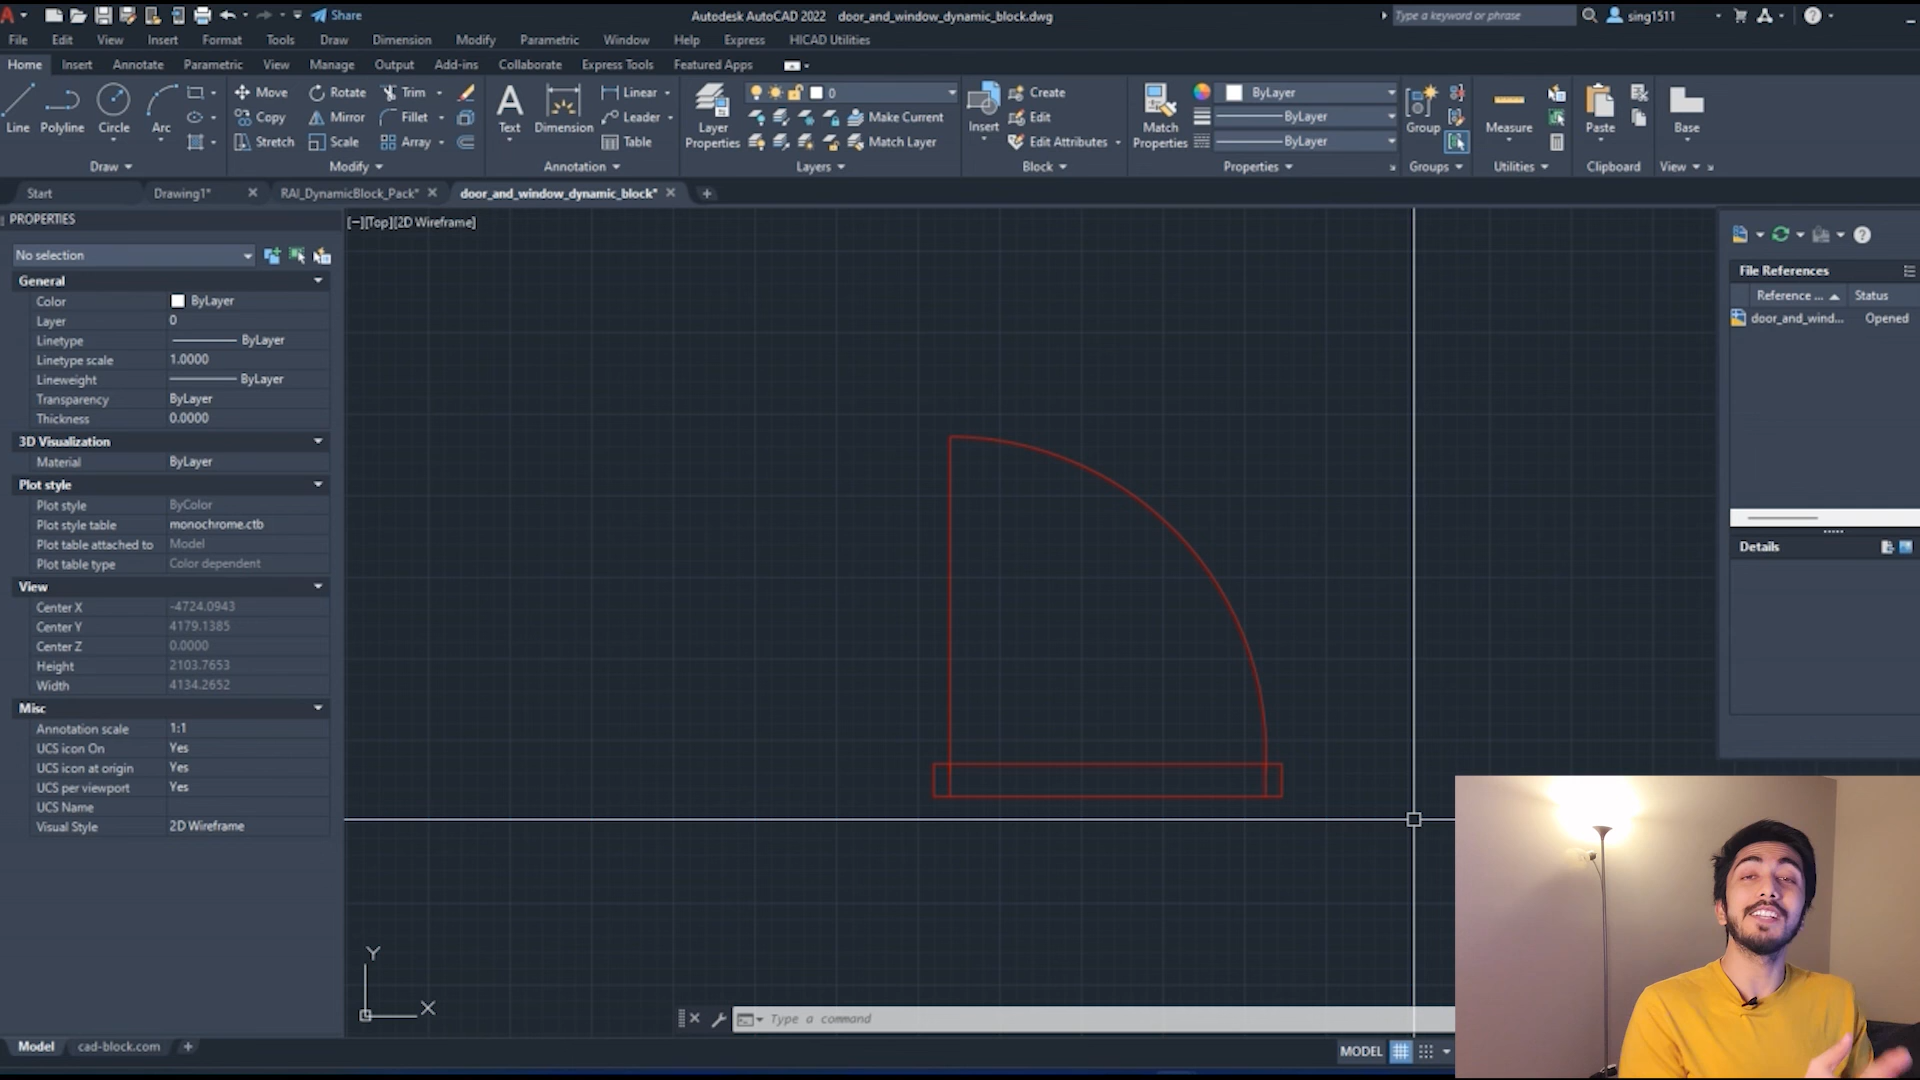 Share
Autodesk AutoCAD 2022 door_and_window_dynamic_block.dwg
Type a keyword or phrase
sing1511
File Edit View Insert Format Tools Draw Dimension Modify Parametric Window Help Express HICAD Utilities
Home Insert Annotate Parametric View Manage Output Add-ins Collaborate Express Tools Featured Apps
Line
Polyline
Circle
Arc
Draw
Move
Rotate
Trim
Copy
Mirror
Fillet
Stretch
Scale
Array
Modify
Text
Dimension
Linear
Leader
Table
Annotation
Layer
Properties
0
Make Current
Match Layer
Layers
Insert
Create
Edit
Edit Attributes
Block
Match
Properties
ByLayer
ByLayer
ByLayer
Properties
Group
Groups
Measure
Utilities
Paste
Clipboard
Base
View
Start
Drawing1*
RAI_DynamicBlock_Pack*
door_and_window_dynamic_block*
PROPERTIES
[−][Top][2D Wireframe]
No selection
General
Color ByLayer
Layer 0
Linetype ByLayer
Linetype scale 1.0000
Lineweight ByLayer
Transparency ByLayer
Thickness 0.0000
3D Visualization
Material ByLayer
Plot style
Plot style ByColor
Plot style table monochrome.ctb
Plot table attached to Model
Plot table type Color dependent
View
Center X -4724.0943
Center Y 4179.1385
Center Z 0.0000
Height 2103.7653
Width 4134.2652
Misc
Annotation scale 1:1
UCS icon On Yes
UCS icon at origin Yes
UCS per viewport Yes
UCS Name
Visual Style 2D Wireframe
File References
Reference ... Status
door_and_wind... Opened
Details
Y
X
Type a command
Model
cad-block.com
MODEL